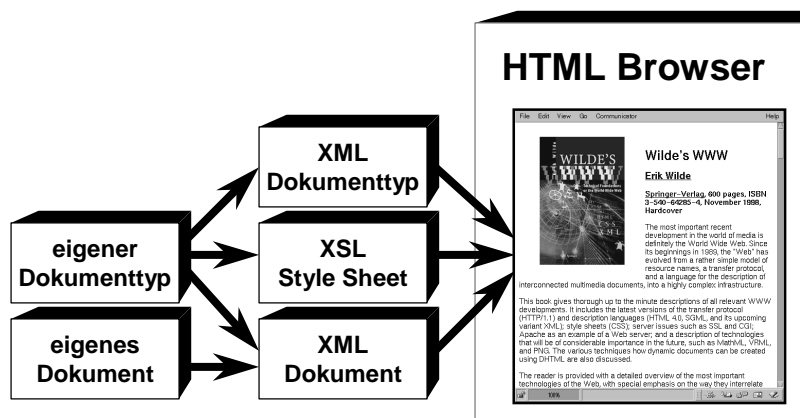 HTML Browser
XML
Dokumenttyp
eigener
Dokumenttyp
XSL
Style Sheet
eigenes
Dokument
XML
Dokument
File Edit View Go Communicator Help
WILDE'S
WWW
Technical Foundations
of the World Wide Web
Wilde's WWW
Erik Wilde
Springer-Verlag, 600 pages, ISBN
3-540-64285-4, November 1998,
Hardcover
The most important recent
development in the world of media is
definitely the World Wide Web. Since
its beginnings in 1989, the "Web" has
evolved from a rather simple model of
resource names, a transfer protocol,
and a language for the description of
interconnected multimedia documents, into a highly complex infrastructure.
This book gives thorough up to the minute descriptions of all relevant WWW
developments. It includes the latest versions of the transfer protocol
(HTTP/1.1) and description languages (HTML 4.0, SGML, and its upcoming
variant XML); style sheets (CSS); server issues such as SSL and CGI;
Apache as an example of a Web server; and a description of technologies
that will be of considerable importance in the future, such as MathML, VRML,
and PNG. The various techniques how dynamic documents can be created
using DHTML are also discussed.
The reader is provided with a detailed overview of the most important
technologies of the Web, with special emphasis on the way they interrelate
100%